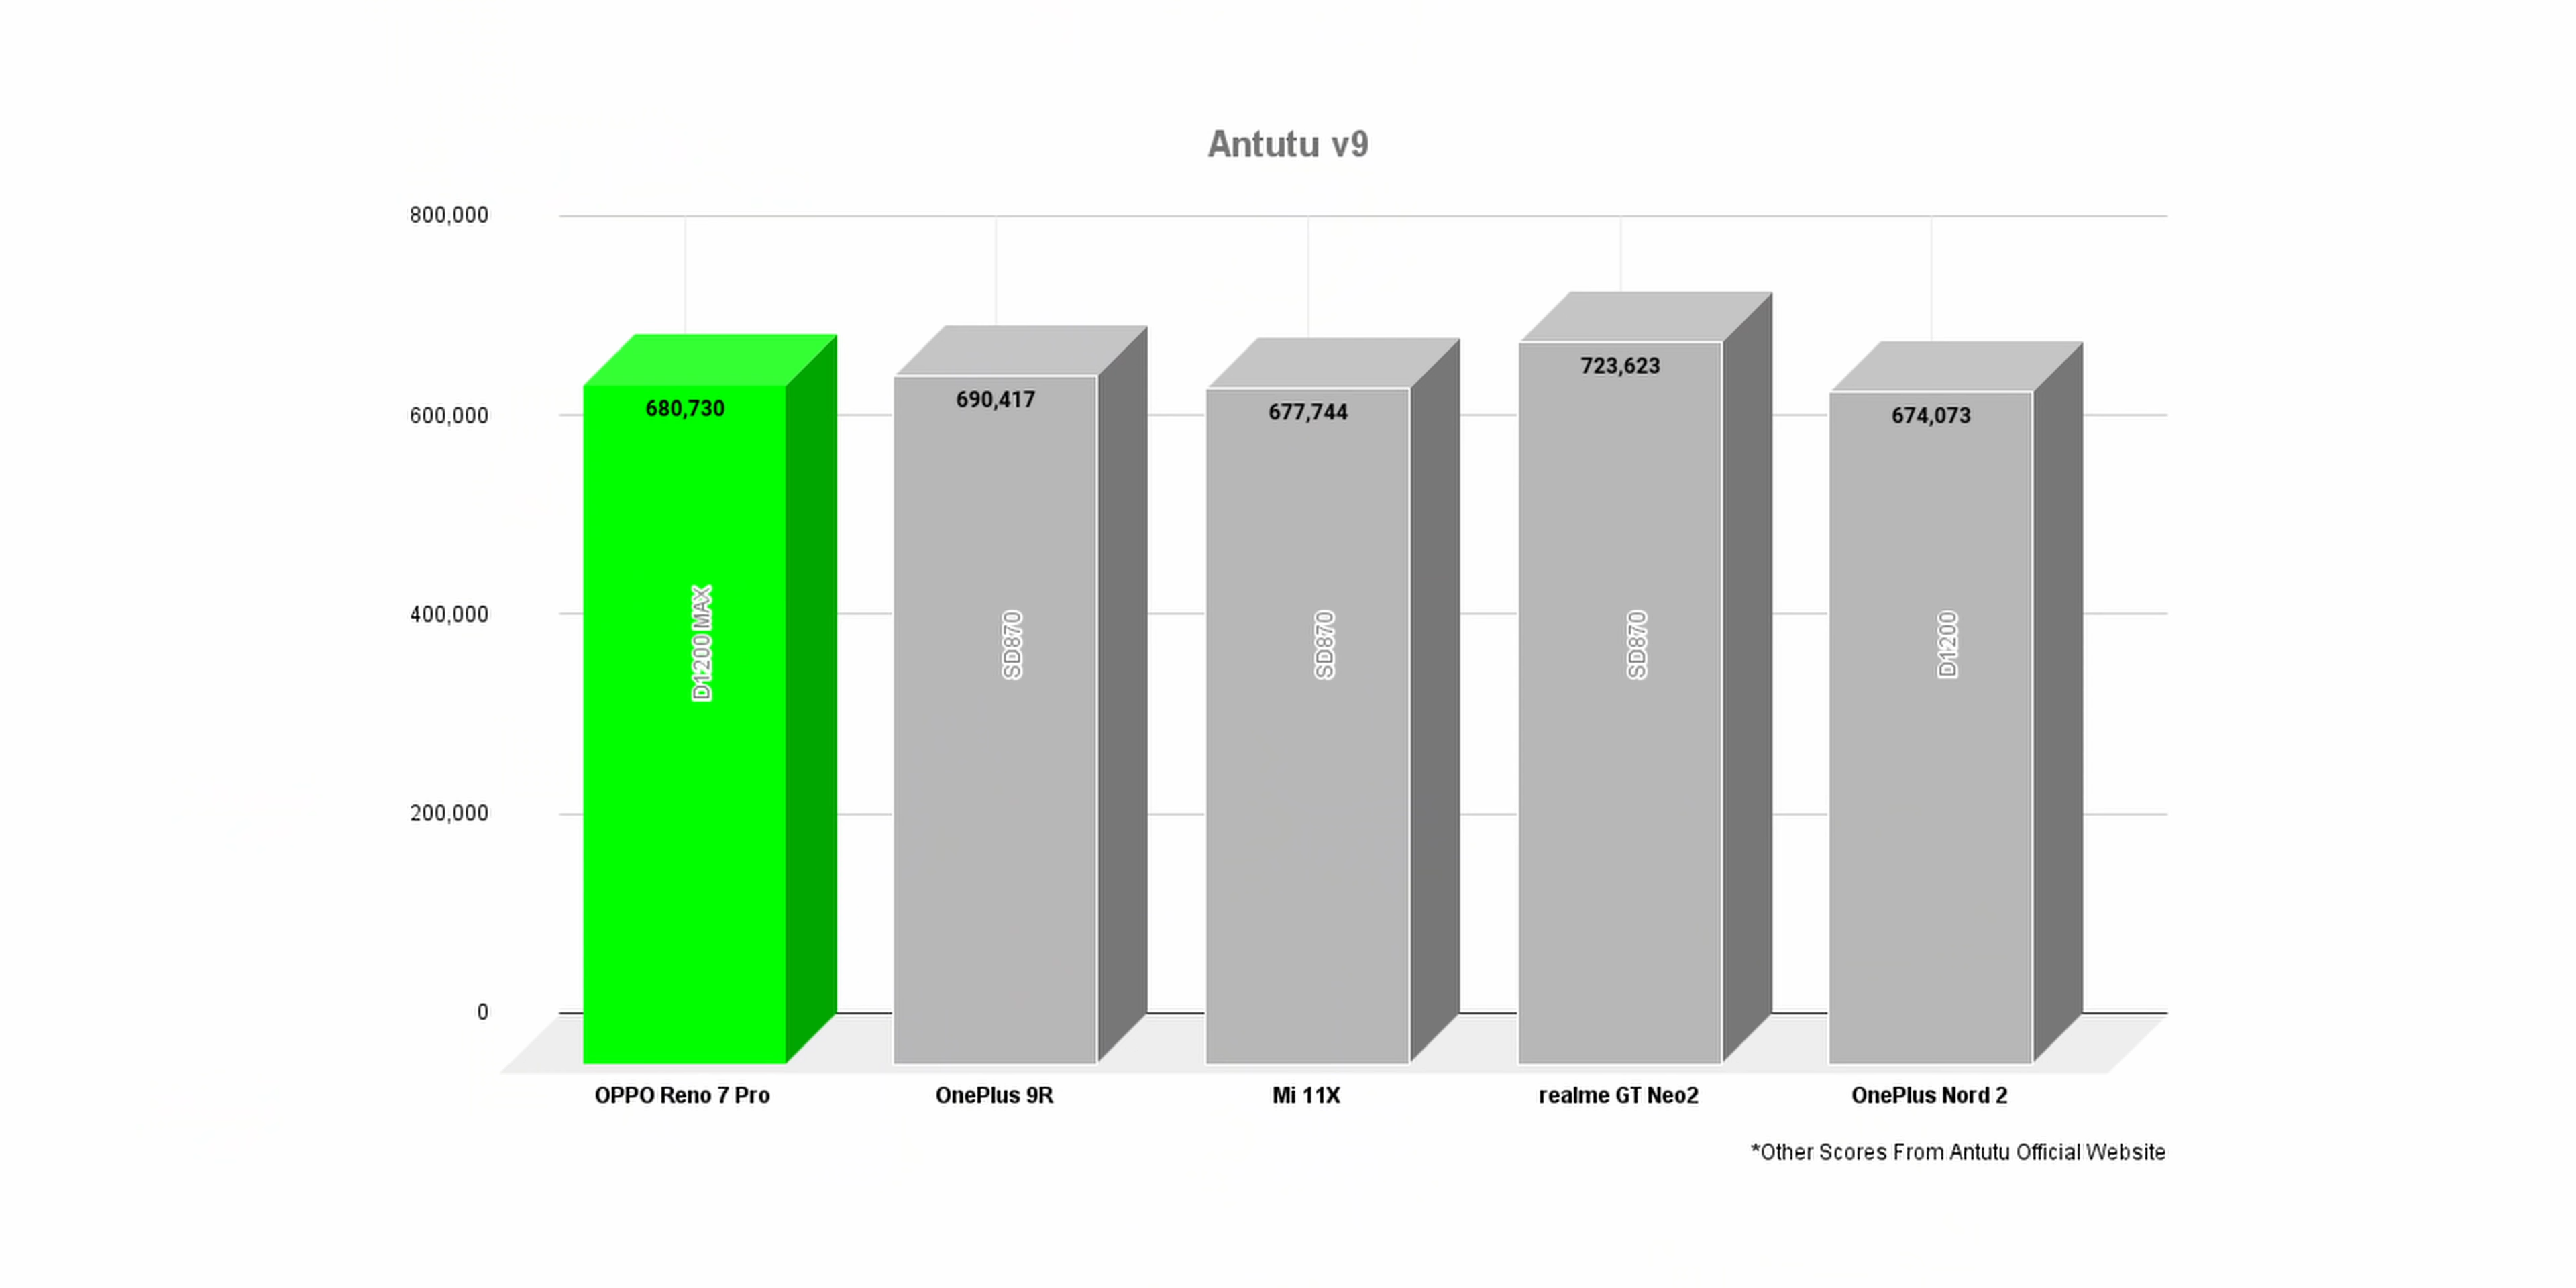 Antutu v9
800,000
600,000
400,000
200,000
0
680,730
690,417
677,744
723,623
674,073
D1200 MAX
SD870
SD870
SD870
D1200
OPPO Reno 7 Pro
OnePlus 9R
Mi 11X
realme GT Neo2
OnePlus Nord 2
*Other Scores From Antutu Official Website